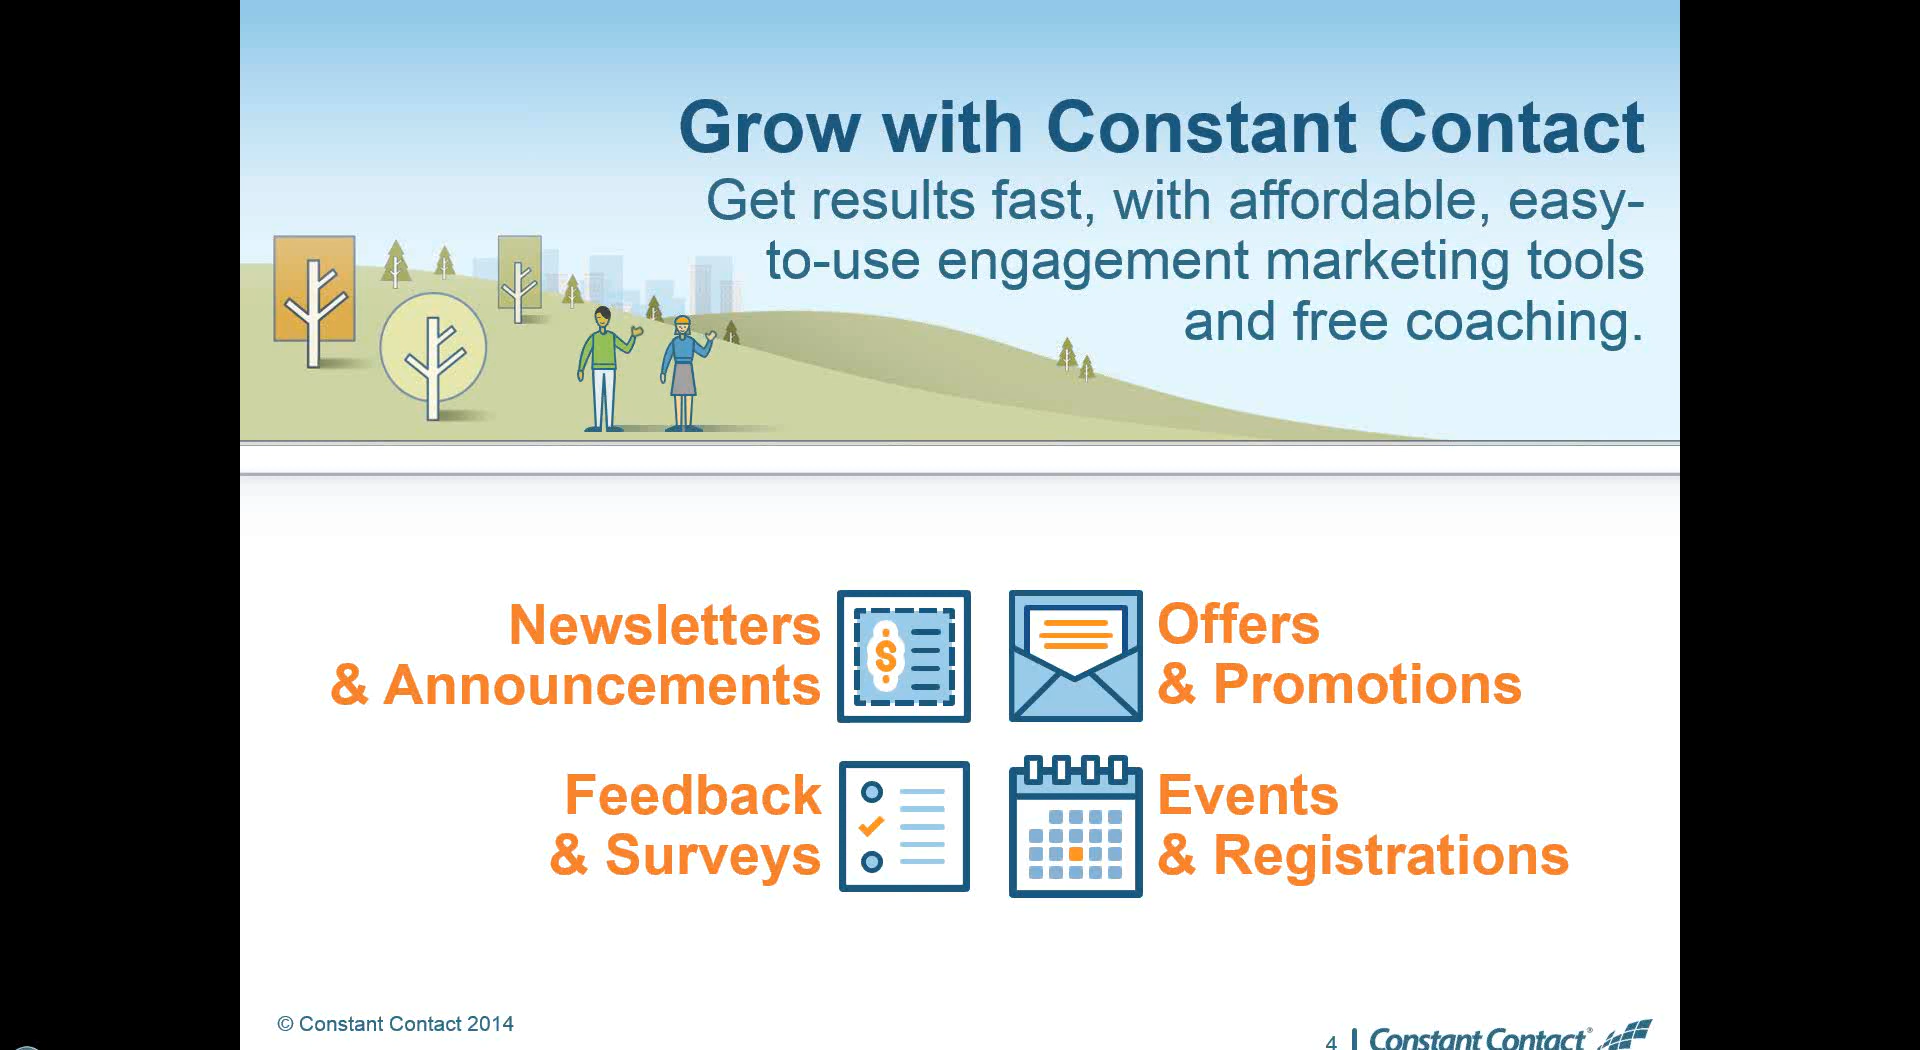 Grow with Constant Contact
Get results fast, with affordable, easy-
to-use engagement marketing tools
and free coaching.
Newsletters
& Announcements
$
Offers
& Promotions
Feedback
& Surveys
Events
& Registrations
© Constant Contact 2014
4
Constant Contact®